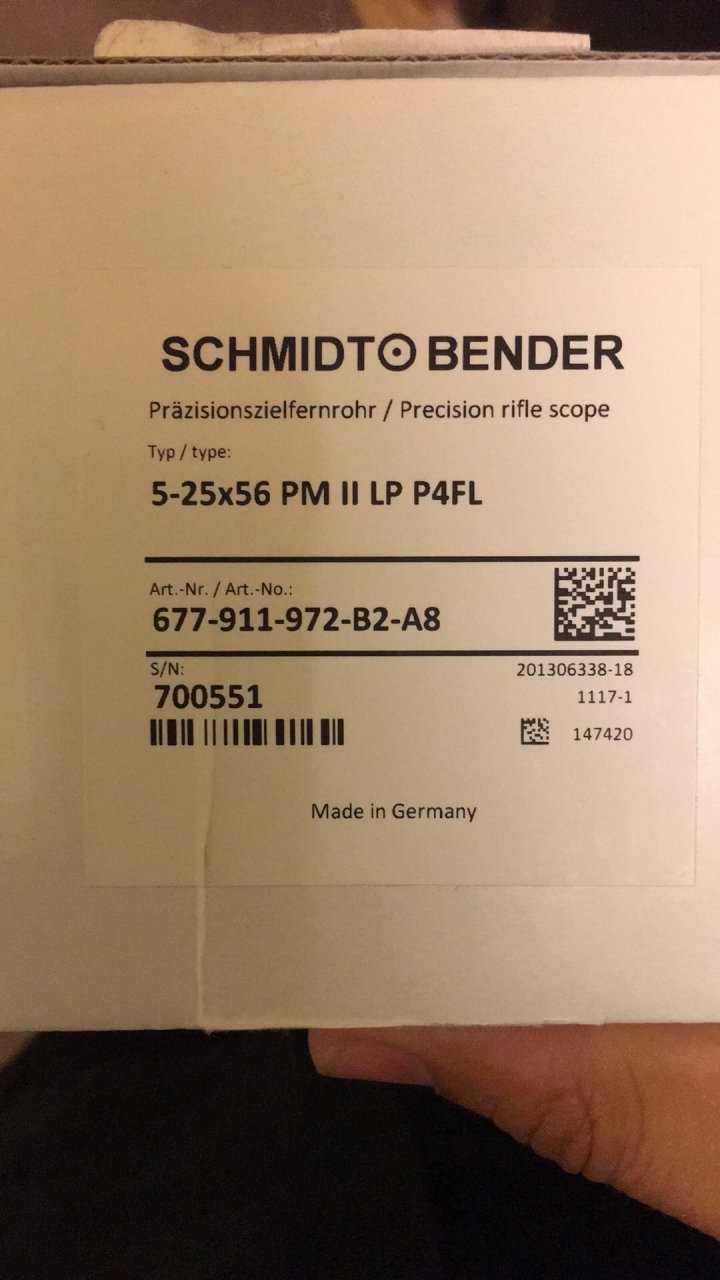 SCHMIDT BENDER
Präzisionszielfernrohr / Precision rifle scope
Typ / type:
5-25x56 PM II LP P4FL
Art.-Nr. / Art.-No.:
677-911-972-B2-A8
S/N:
201306338-18
700551
1117-1
147420
Made in Germany